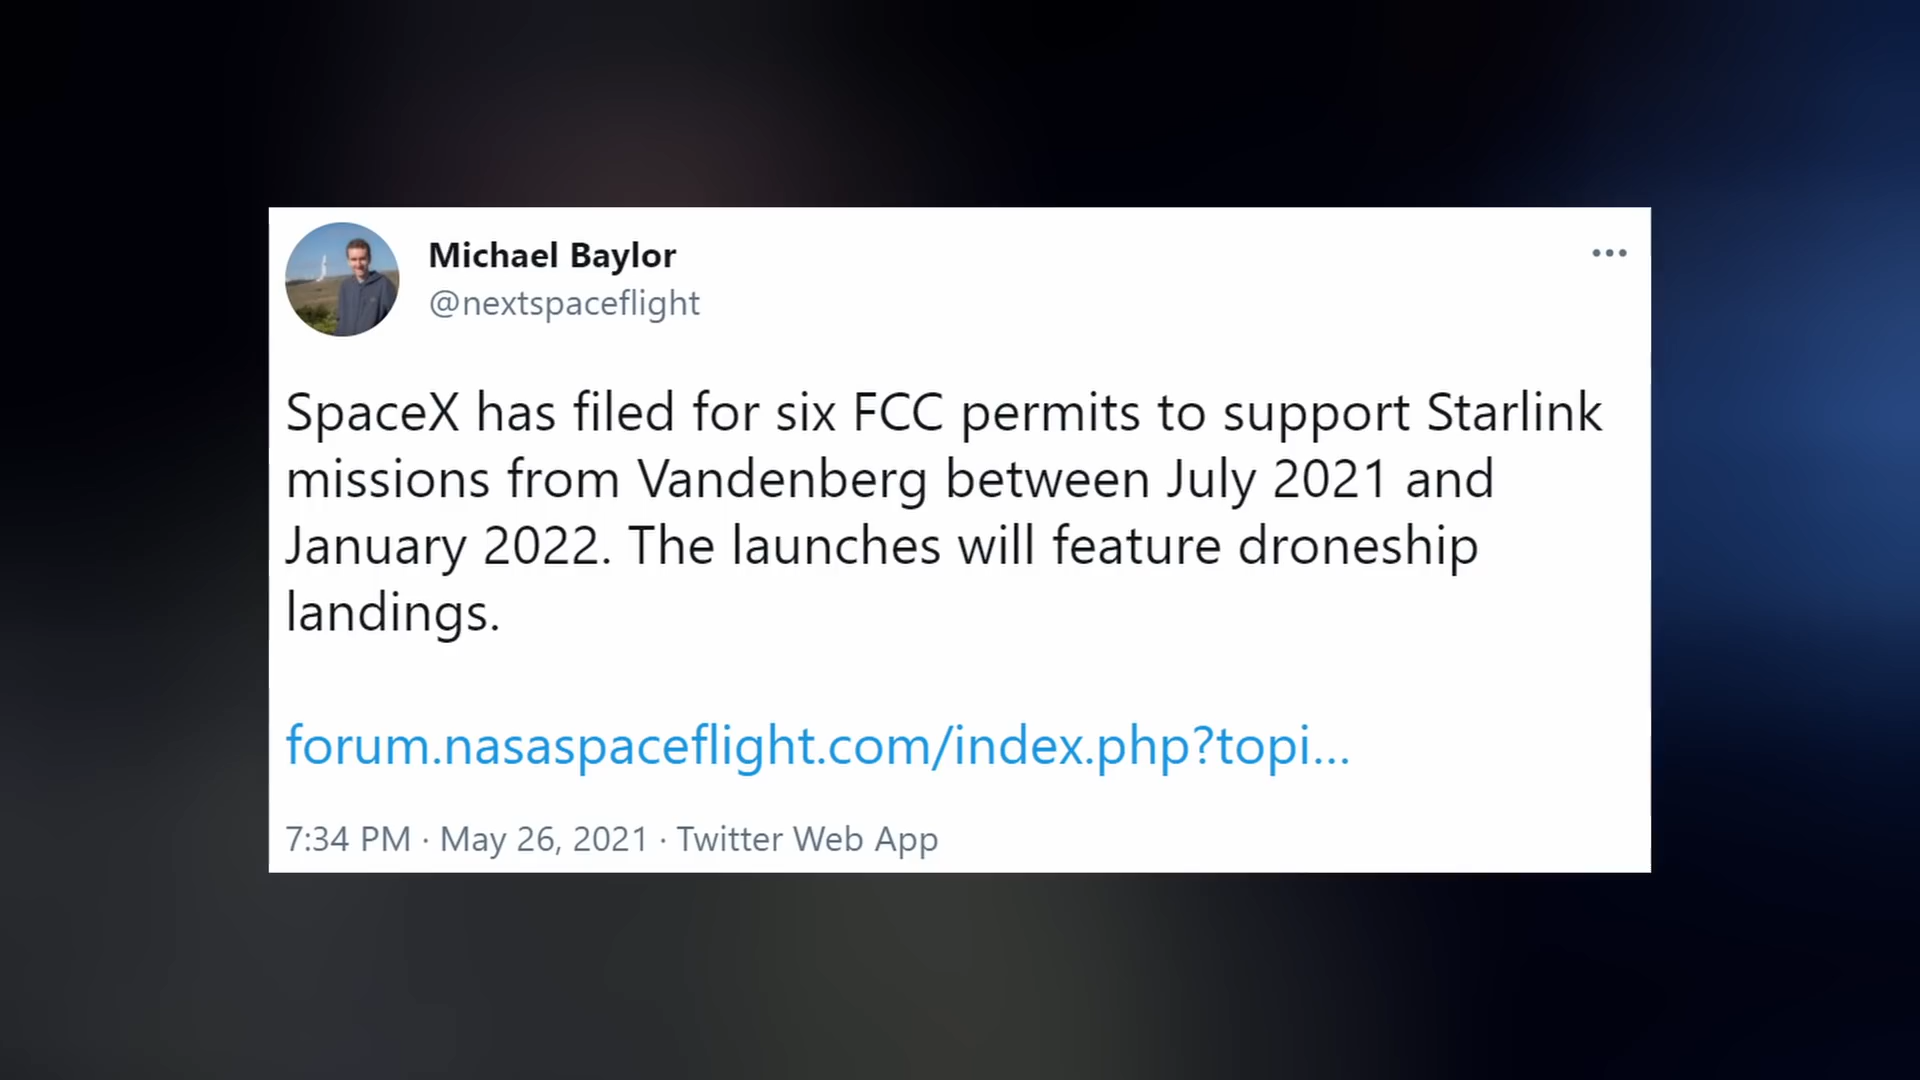 Michael Baylor
@nextspaceflight
SpaceX has filed for six FCC permits to support Starlink
missions from Vandenberg between July 2021 and
January 2022. The launches will feature droneship
landings.
forum.nasaspaceflight.com/index.php?topi...
7:34 PM · May 26, 2021 · Twitter Web App